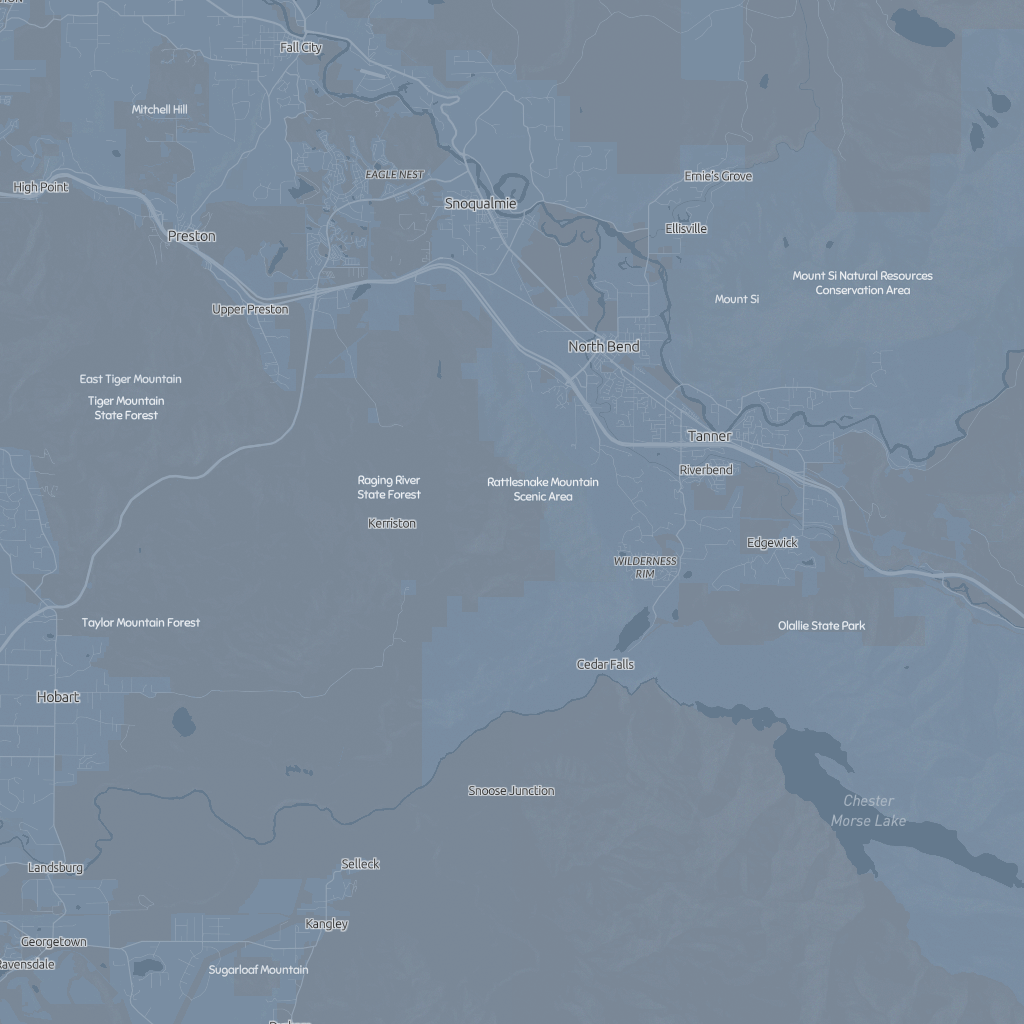 Fall City
Mitchell Hill
EAGLE NEST
Ernie's Grove
High Point
Snoqualmie
Ellisville
Preston
Mount Si Natural Resources
Conservation Area
Mount Si
Upper Preston
North Bend
East Tiger Mountain
Tiger Mountain
State Forest
Tanner
Riverbend
Raging River
State Forest
Rattlesnake Mountain
Scenic Area
Kerriston
Edgewick
WILDERNESS
RIM
Taylor Mountain Forest
Olallie State Park
Cedar Falls
Hobart
Snoose Junction
Chester
Morse Lake
Landsburg
Selleck
Kangley
Georgetown
Ravensdale
Sugarloaf Mountain